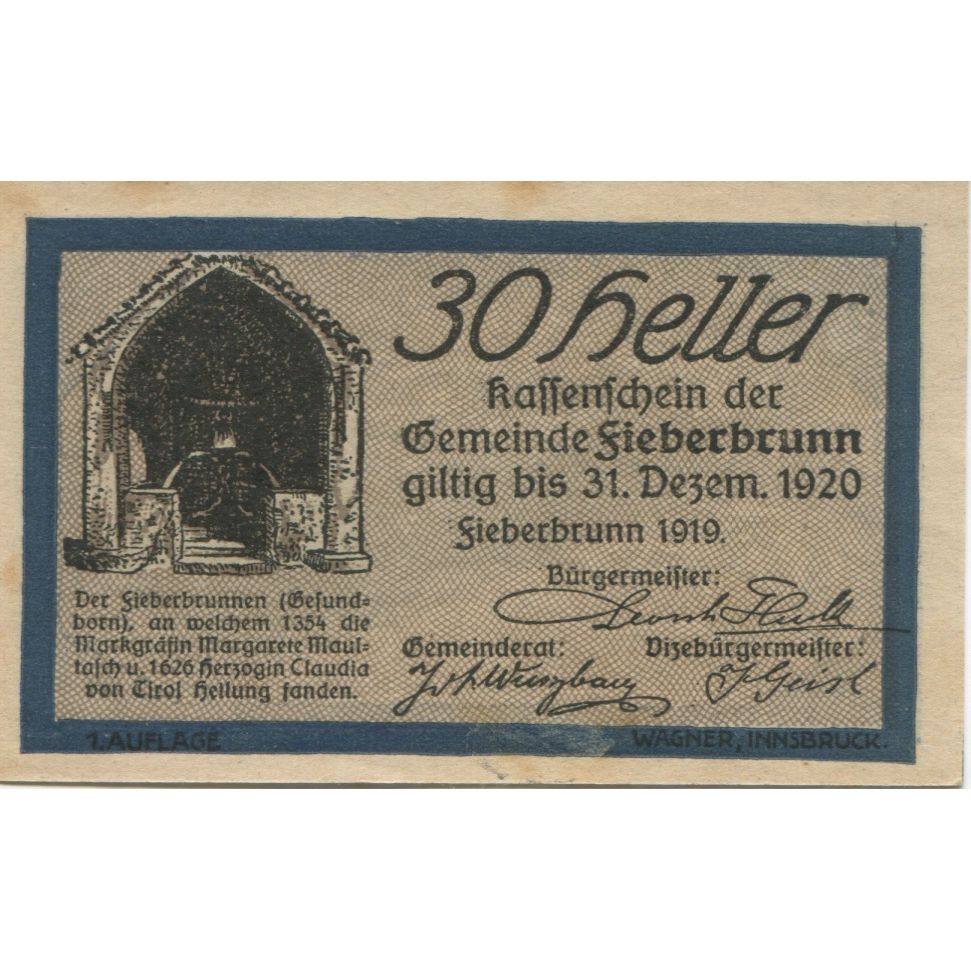 30 Heller
Kassenschein der
Gemeinde Fieberbrunn
giltig bis 31. Dezem. 1920
Fieberbrunn 1919.
Bürgermeister:
Gemeinderat: Vizebürgermeister:
Der Fieberbrunnen (Gesund=
born), an welchem 1354 die
Markgräfin Margarete Maul=
tasch u. 1626 Herzogin Claudia
von Tirol Heilung fanden.
1. AUFLAGE WAGNER, INNSBRUCK.